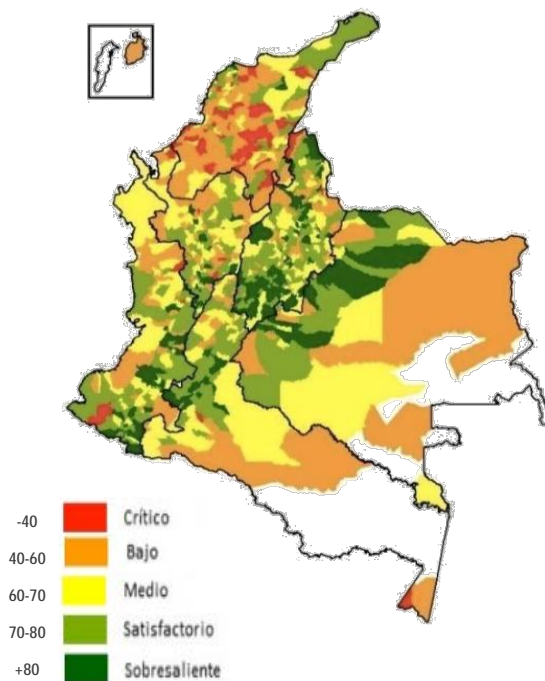 -40 Crítico
40-60 Bajo
60-70 Medio
70-80 Satisfactorio
+80 Sobresaliente